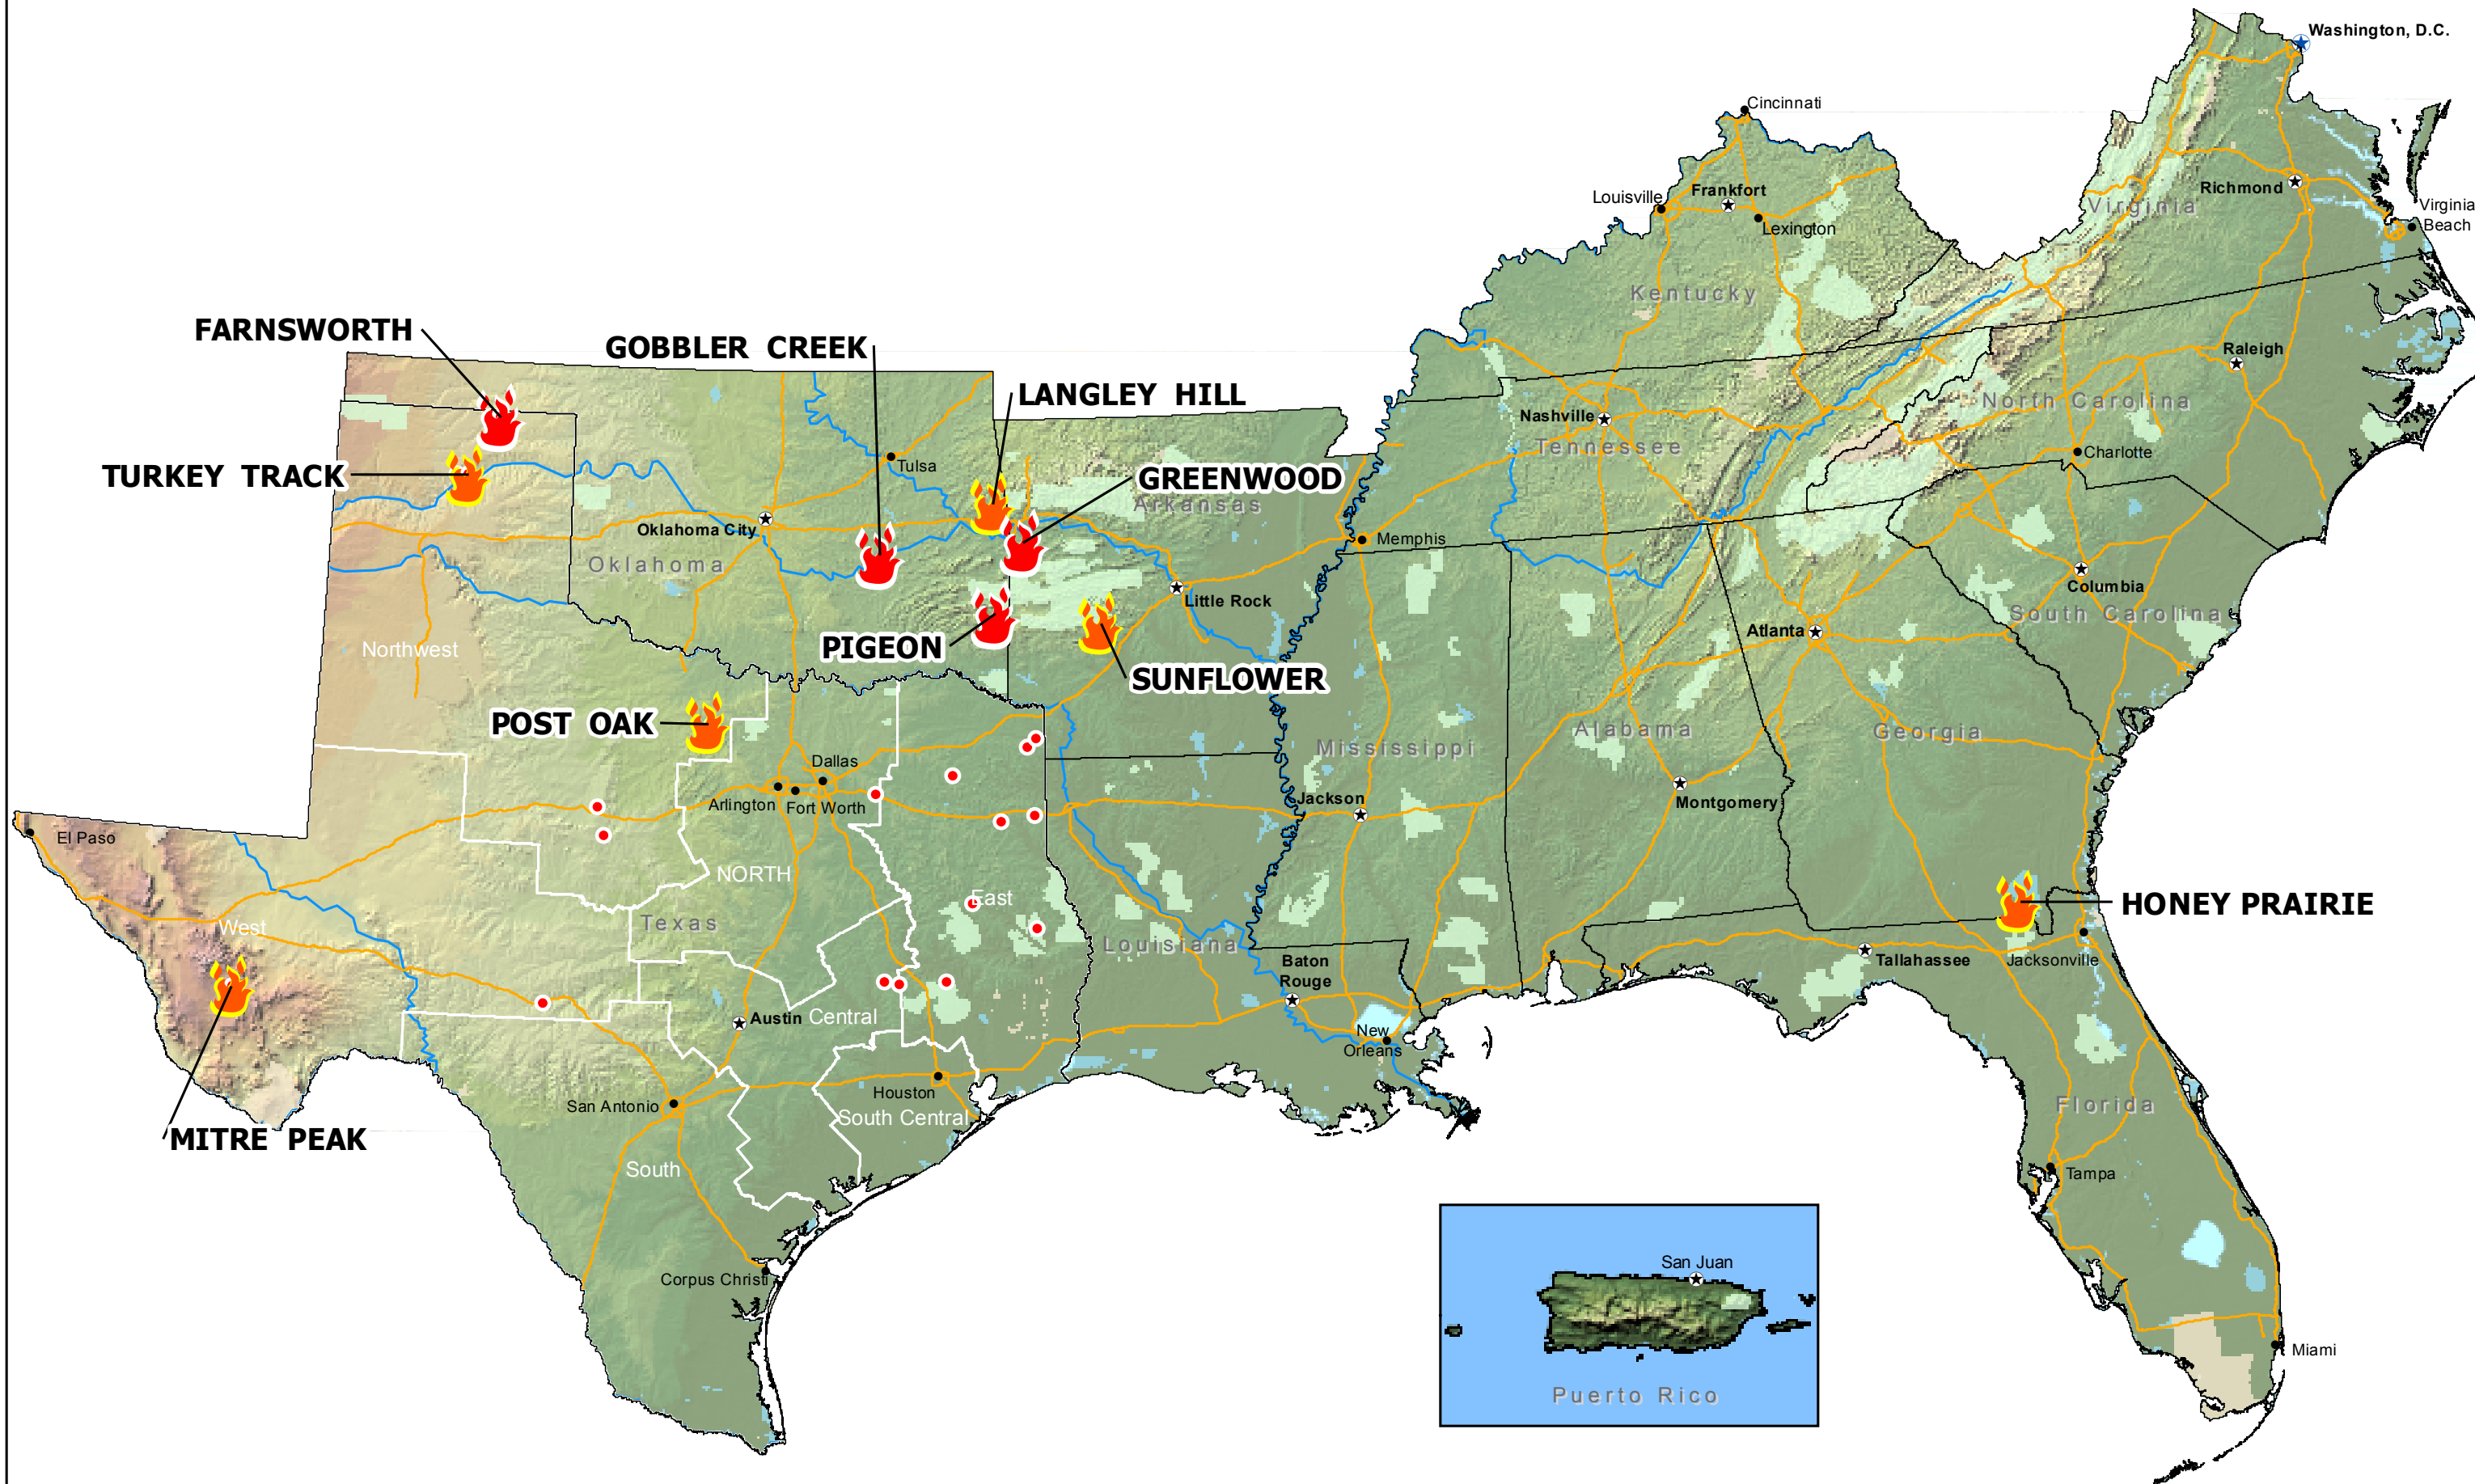 Washington, D.C.
Cincinnati
Louisville
Frankfort
Lexington
Richmond
Virginia
Virginia
Beach
Kentucky
FARNSWORTH
GOBBLER CREEK
LANGLEY HILL
Raleigh
North Carolina
Nashville
Tennessee
Charlotte
TURKEY TRACK
Tulsa
GREENWOOD
Arkansas
Oklahoma City
Oklahoma
Memphis
Little Rock
Columbia
South Carolina
Atlanta
Northwest
PIGEON
SUNFLOWER
POST OAK
Mississippi
Alabama
Georgia
Dallas
Arlington
Fort Worth
Jackson
Montgomery
El Paso
NORTH
East
HONEY PRAIRIE
Texas
West
Louisiana
Baton
Rouge
Tallahassee
Jacksonville
Austin
Central
New
Orleans
Houston
San Antonio
South Central
Florida
MITRE PEAK
South
Tampa
Corpus Christi
San Juan
Puerto Rico
Miami